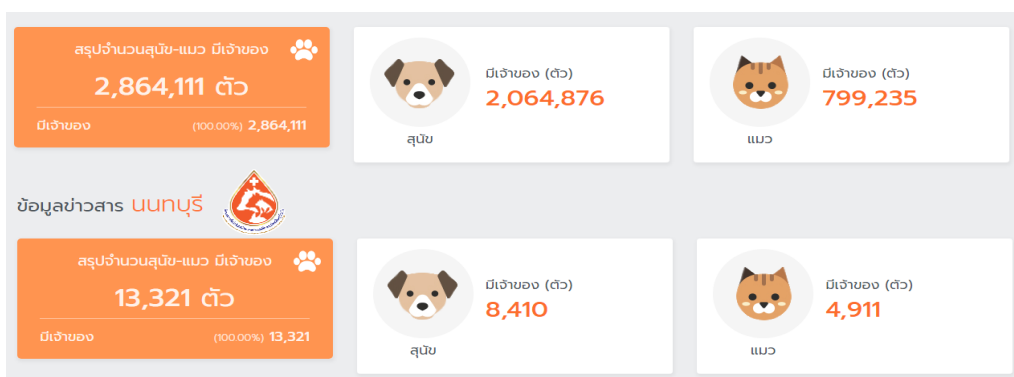 สรุปจำนวนสุนัข-แมว มีเจ้าของ
2,864,111 ตัว
มีเจ้าของ (100.00%) 2,864,111
มีเจ้าของ (ตัว)
2,064,876
สุนัข
มีเจ้าของ (ตัว)
799,235
แมว
ข้อมูลข่าวสาร นนทบุรี
สรุปจำนวนสุนัข-แมว มีเจ้าของ
13,321 ตัว
มีเจ้าของ (100.00%) 13,321
มีเจ้าของ (ตัว)
8,410
สุนัข
มีเจ้าของ (ตัว)
4,911
แมว